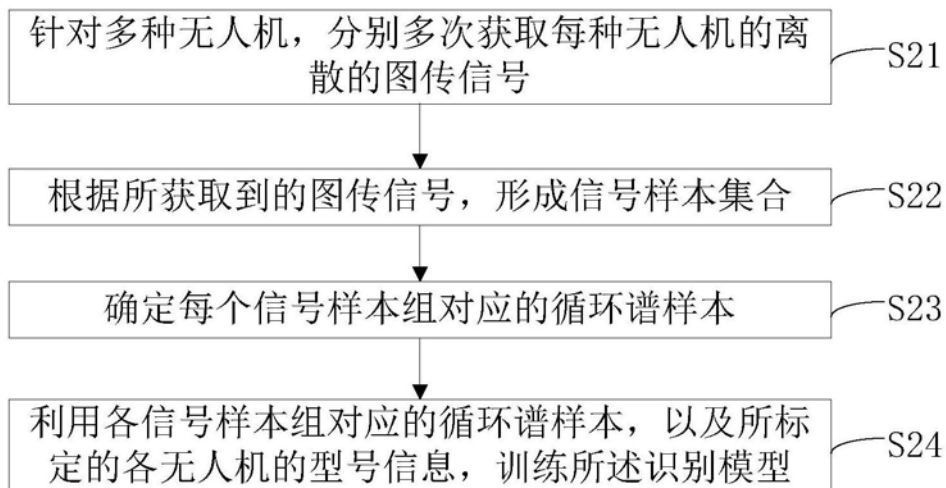 针对多种无人机，分别多次获取每种无人机的离
散的图传信号
S21
根据所获取到的图传信号，形成信号样本集合
S22
确定每个信号样本组对应的循环谱样本
S23
利用各信号样本组对应的循环谱样本，以及所标
定的各无人机的型号信息，训练所述识别模型
S24